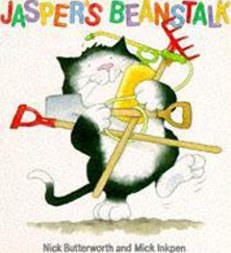 JASPER'S BEANSTALK
Nick Butterworth and Mick Inkpen